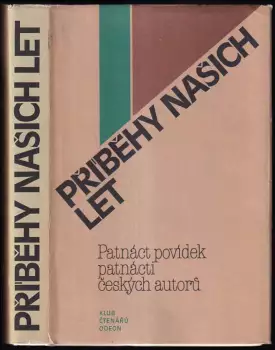 PŘÍBĚHY NAŠICH LET
PŘÍBĚHY NAŠICH
LET
Patnáct povídek
patnácti
českých autorů
KLUB
ČTENÁŘŮ
ODEON